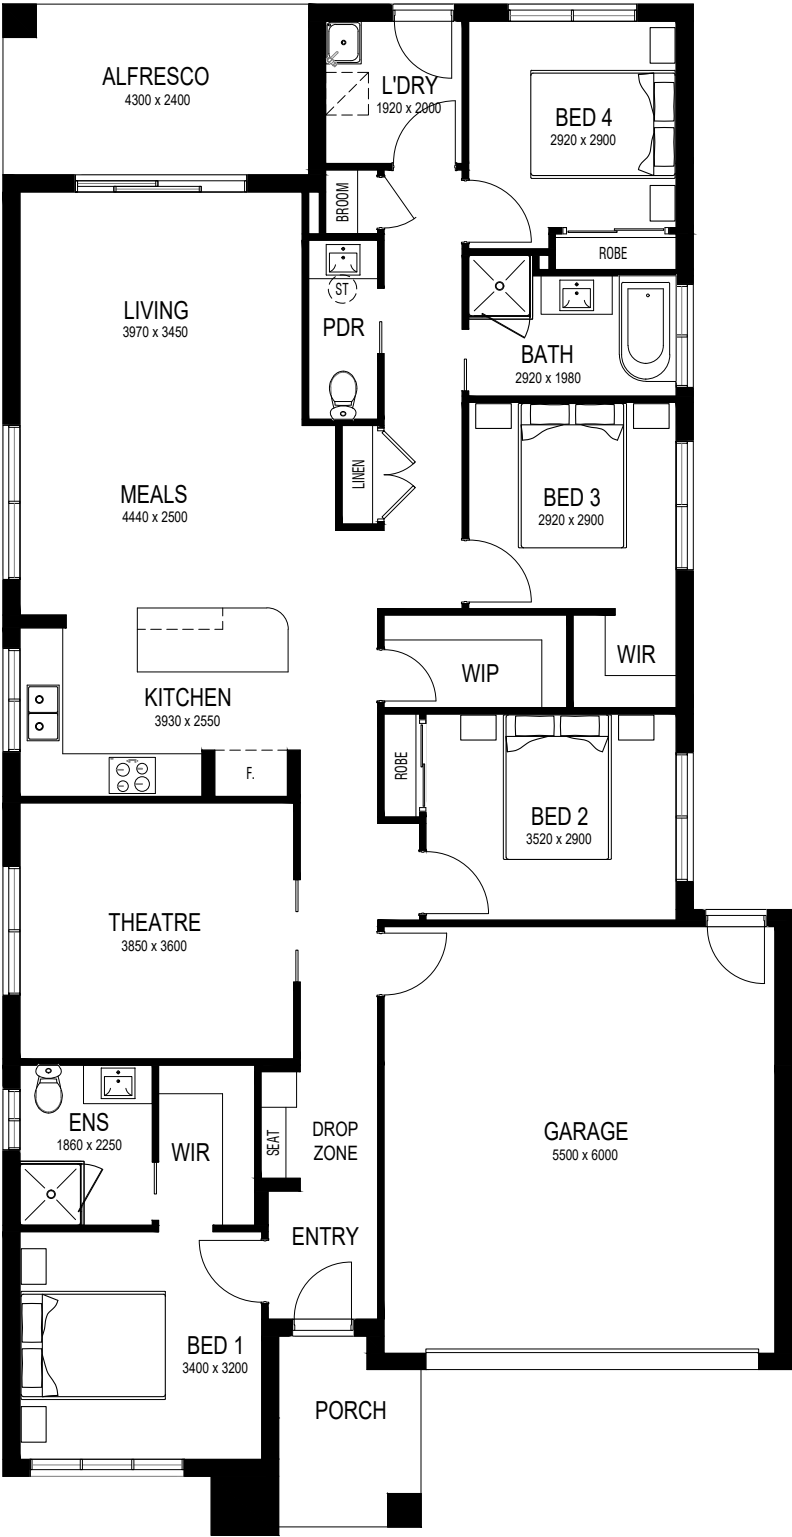 ALFRESCO
4300 x 2400
L'DRY
1920 x 2000
BED 4
2920 x 2900
BROOM
ROBE
ST
PDR
LIVING
3970 x 3450
BATH
2920 x 1980
LINEN
MEALS
4440 x 2500
BED 3
2920 x 2900
WIR
WIP
KITCHEN
3930 x 2550
F.
ROBE
BED 2
3520 x 2900
THEATRE
3850 x 3600
ENS
1860 x 2250
WIR
SEAT
DROP
ZONE
GARAGE
5500 x 6000
ENTRY
BED 1
3400 x 3200
PORCH